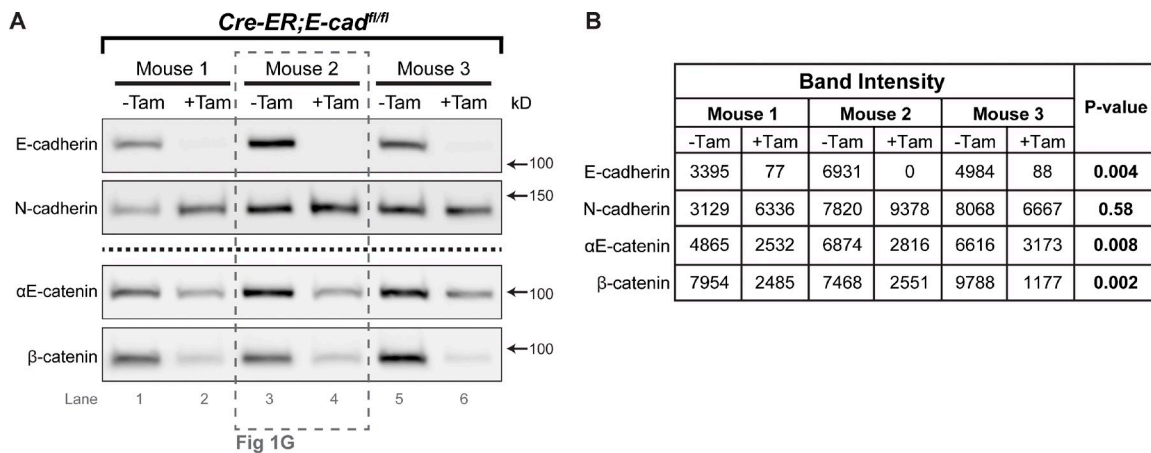 A
Cre-ER;E-cad^fl/fl
Mouse 1 Mouse 2 Mouse 3
-Tam +Tam -Tam +Tam -Tam +Tam kD
E-cadherin
←100
N-cadherin
←150
αE-catenin
←100
β-catenin
←100
Lane 1 2 3 4 5 6
Fig 1G
B
Band Intensity P-value
Mouse 1 Mouse 2 Mouse 3
-Tam +Tam -Tam +Tam -Tam +Tam
E-cadherin 3395 77 6931 0 4984 88 0.004
N-cadherin 3129 6336 7820 9378 8068 6667 0.58
αE-catenin 4865 2532 6874 2816 6616 3173 0.008
β-catenin 7954 2485 7468 2551 9788 1177 0.002